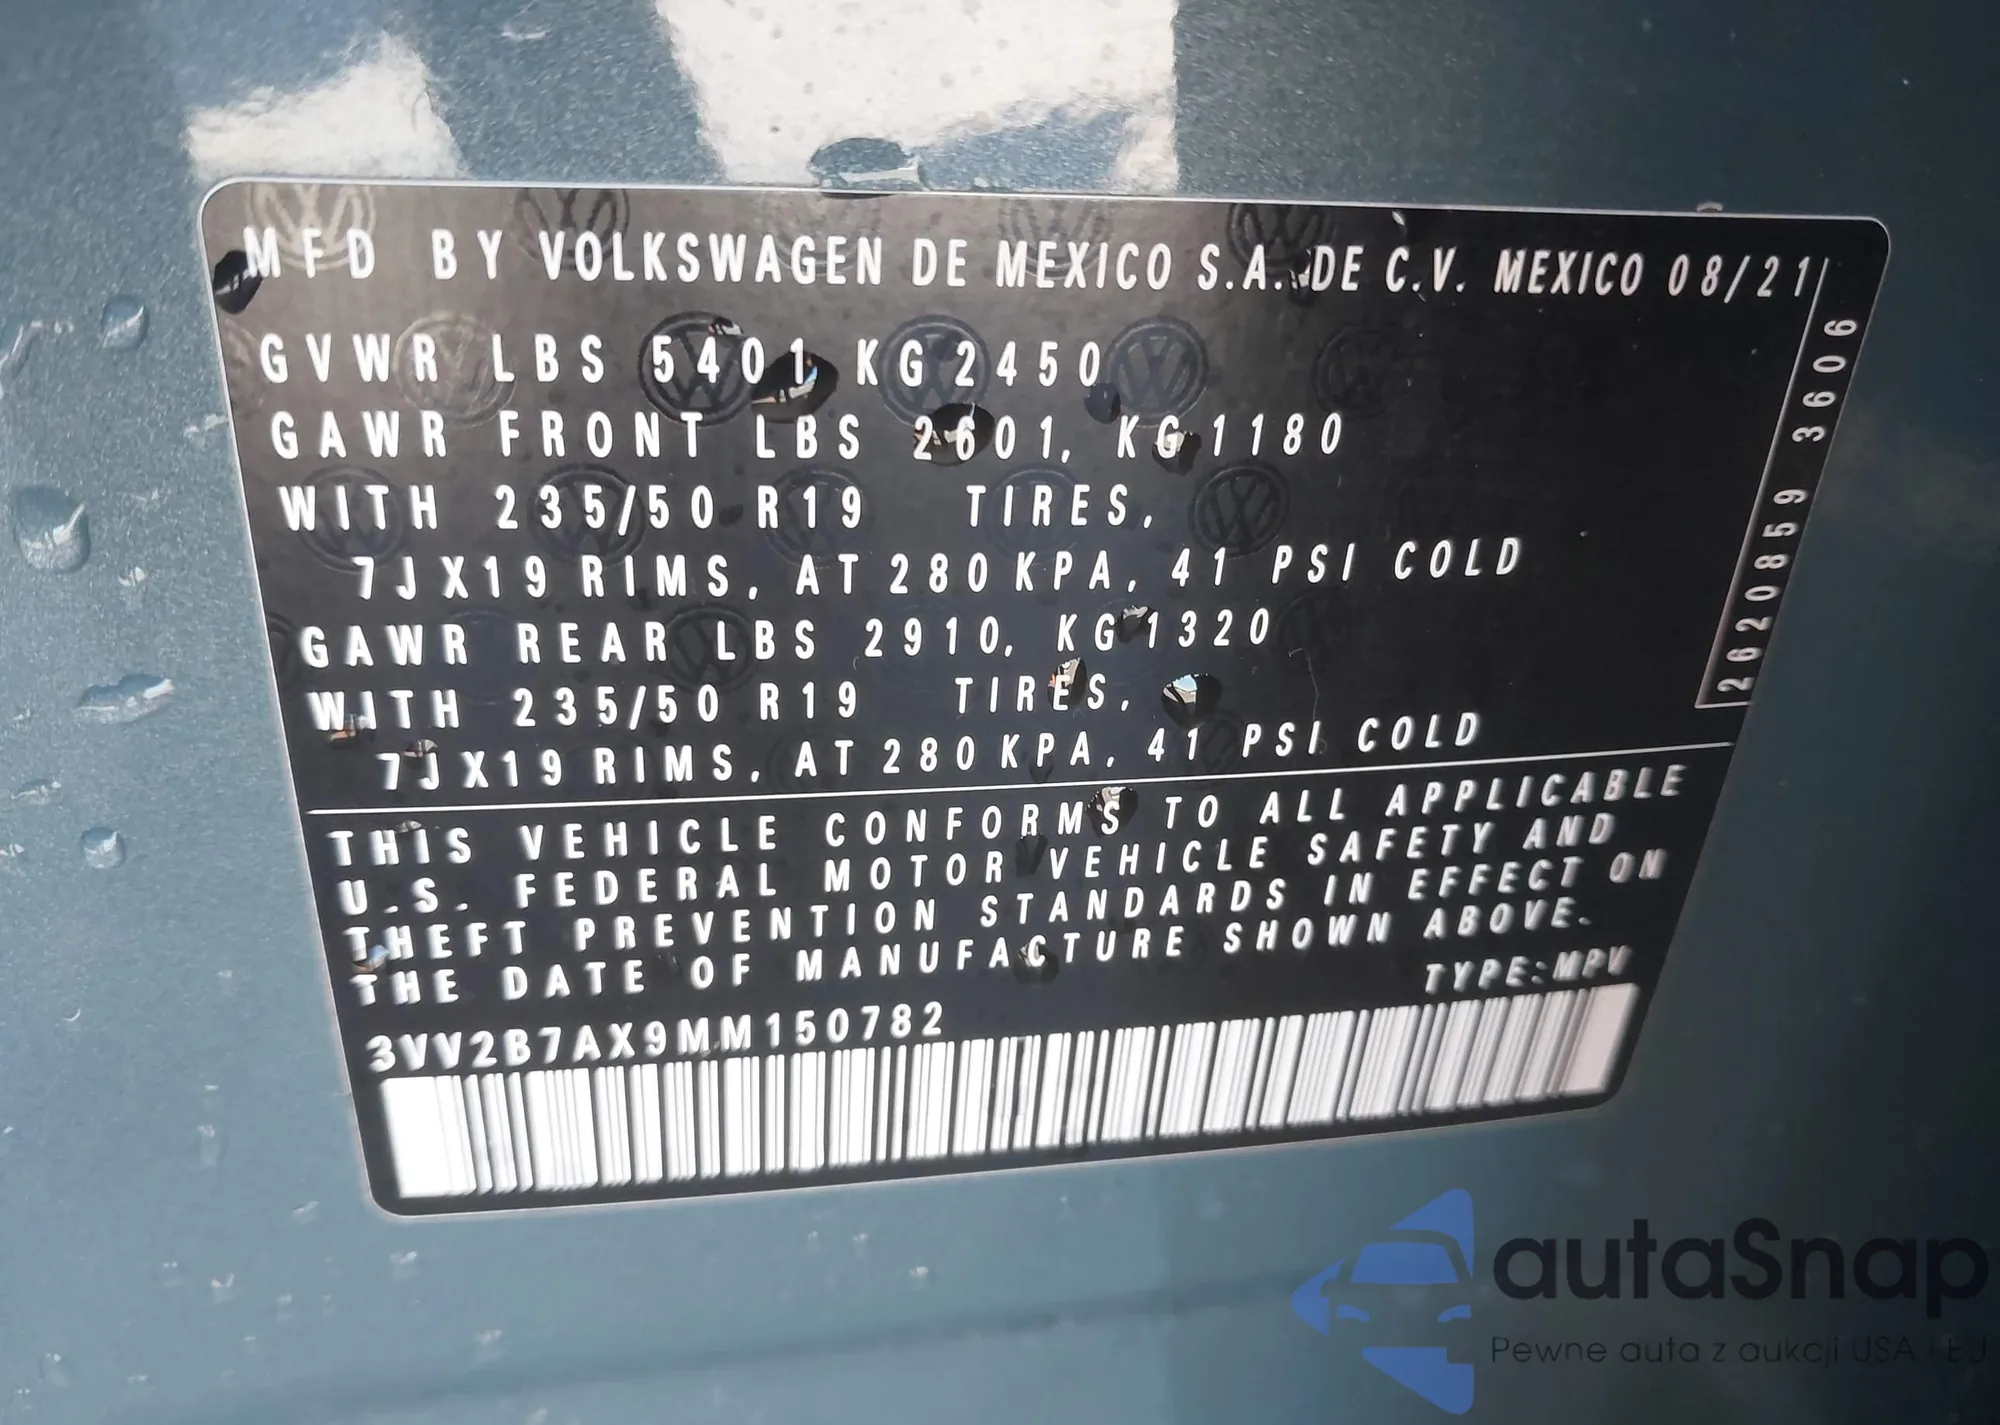 MFD BY VOLKSWAGEN DE MEXICO S.A. DE C.V. MEXICO 08/21
GVWR LBS 5401 KG 2450
GAWR FRONT LBS 2601, KG 1180
WITH 235/50 R19 TIRES,
7JX19 RIMS, AT 280 KPA, 41 PSI COLD
GAWR REAR LBS 2910, KG 1320
WITH 235/50 R19 TIRES,
7JX19 RIMS, AT 280 KPA, 41 PSI COLD
2620859 3606
THIS VEHICLE CONFORMS TO ALL APPLICABLE
U.S. FEDERAL MOTOR VEHICLE SAFETY AND
THEFT PREVENTION STANDARDS IN EFFECT ON
THE DATE OF MANUFACTURE SHOWN ABOVE.
TYPE:MPV
3VV2B7AX9MM150782
autaSnap
Pewne auta z aukcji USA i EU